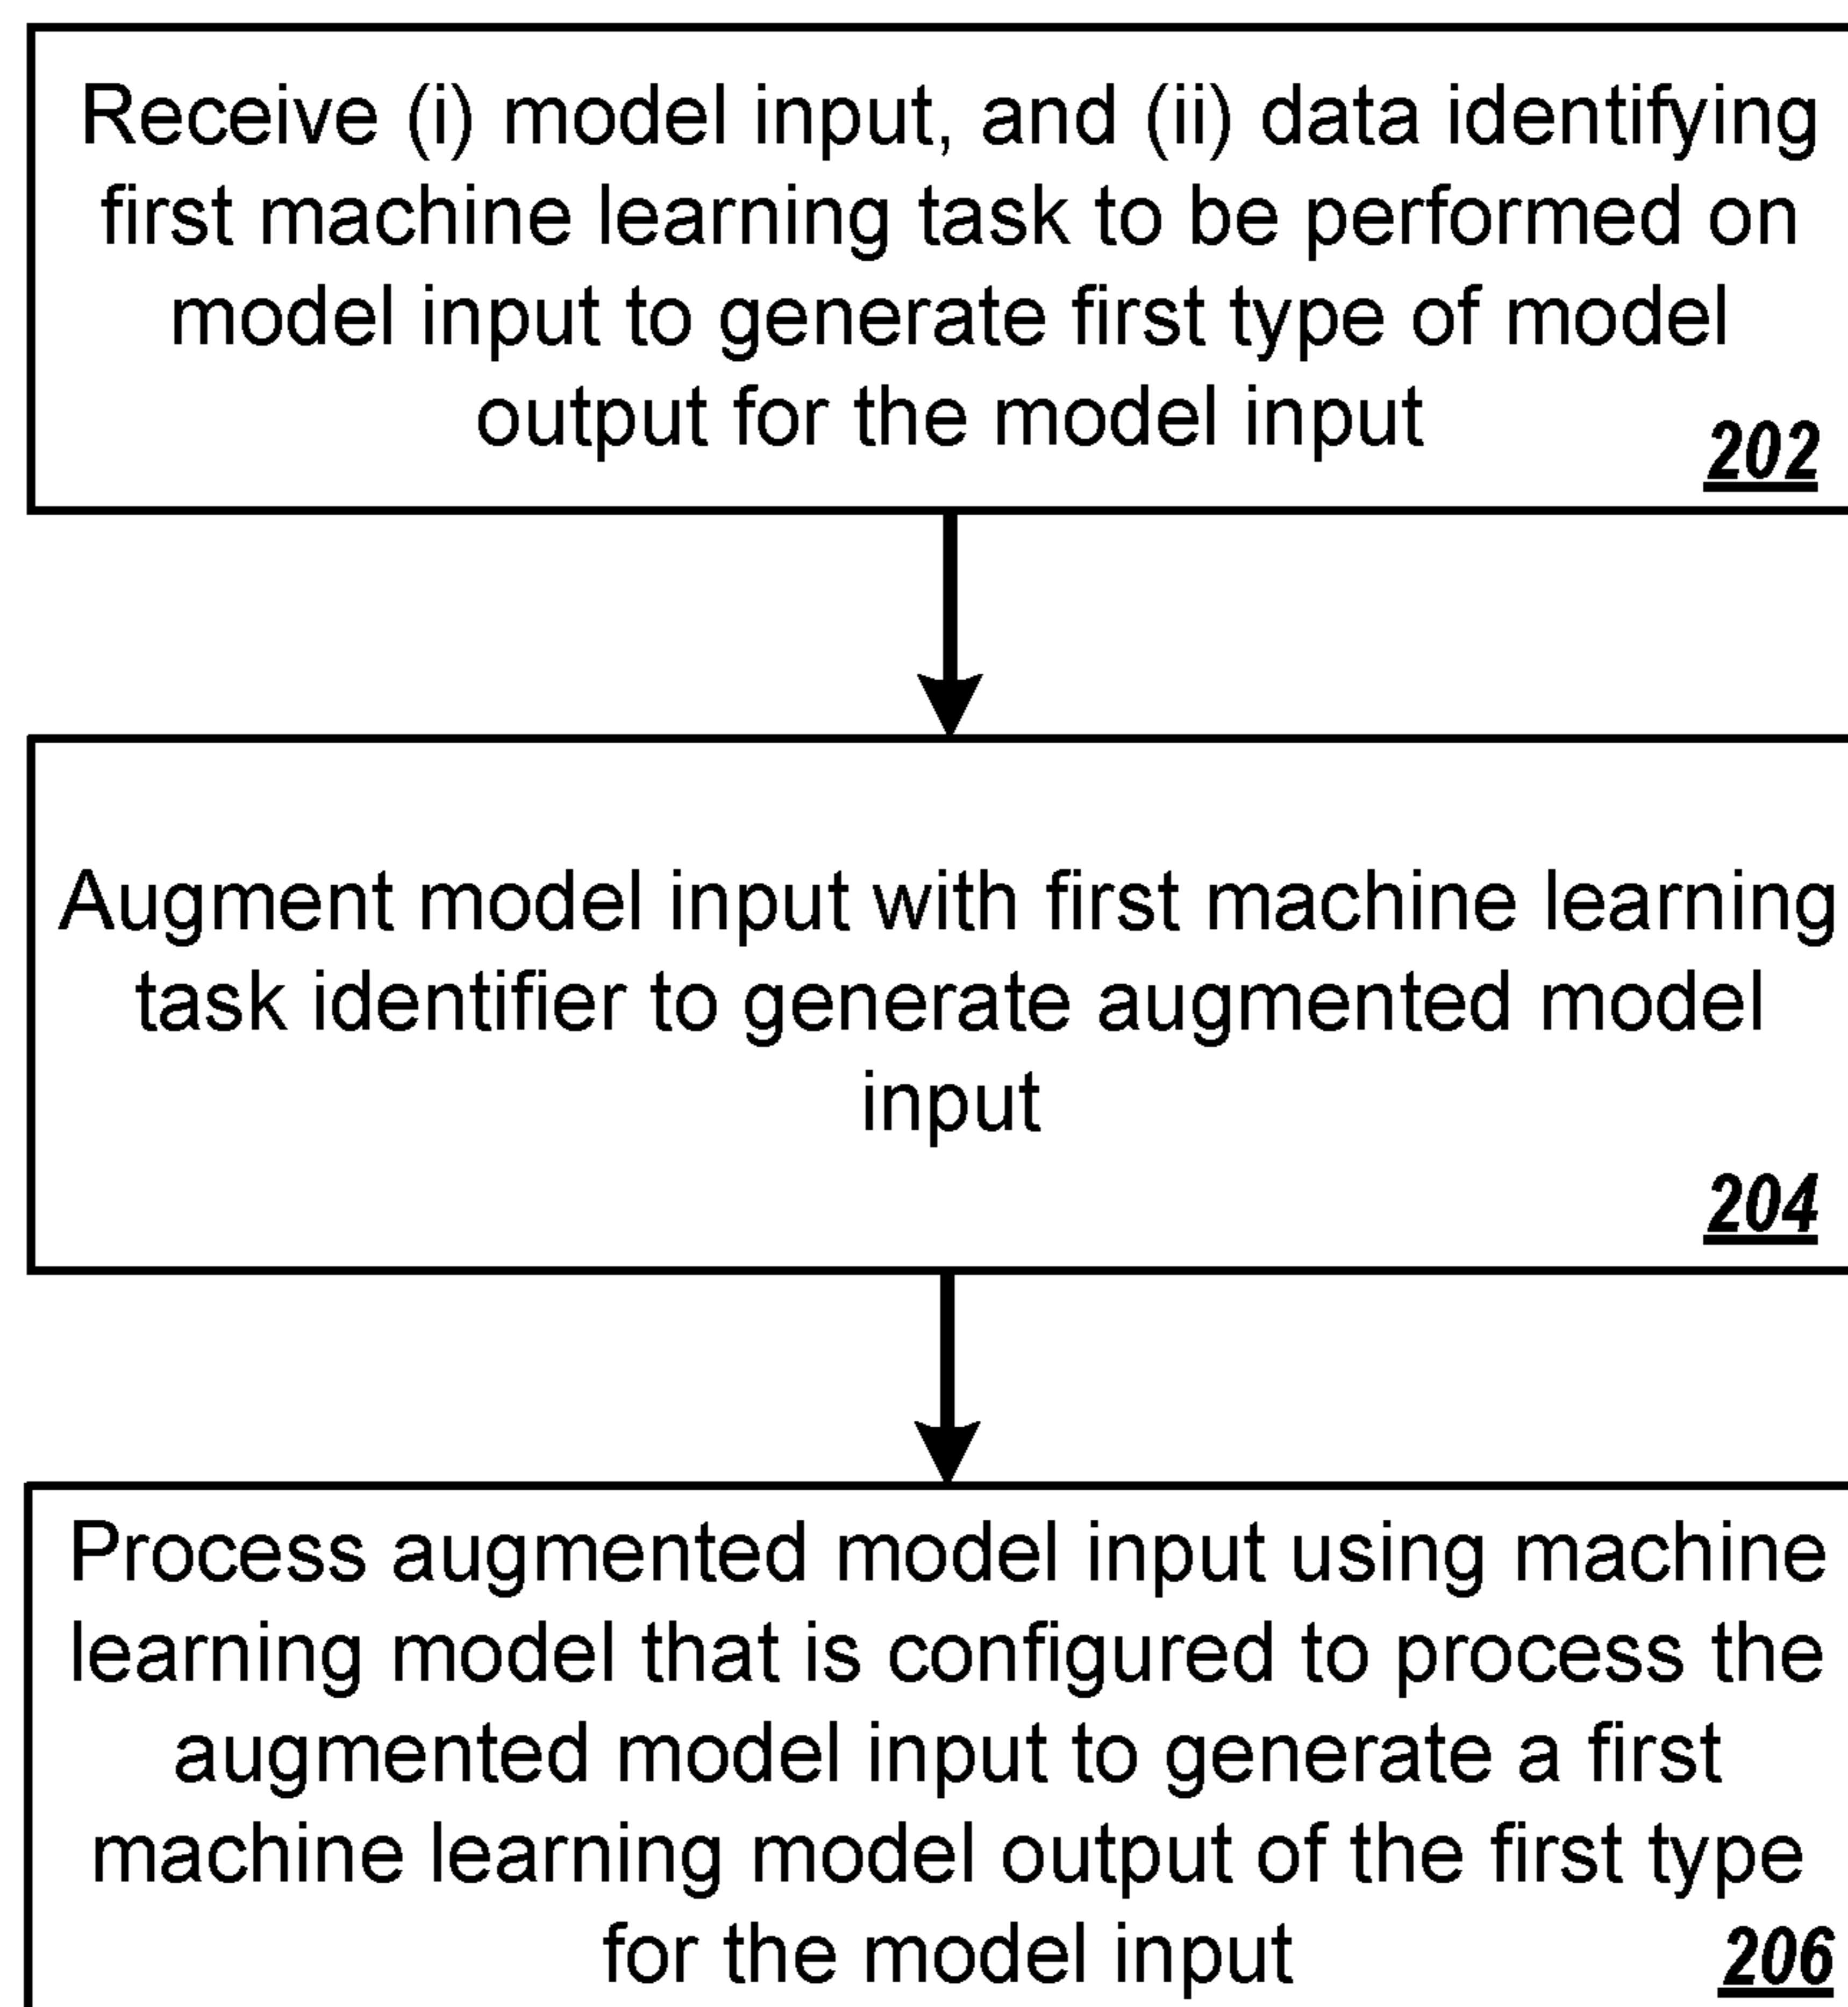 Receive (i) model input, and (ii) data identifying
first machine learning task to be performed on
model input to generate first type of model
output for the model input
202
Augment model input with first machine learning
task identifier to generate augmented model
input
204
Process augmented model input using machine
learning model that is configured to process the
augmented model input to generate a first
machine learning model output of the first type
for the model input
206